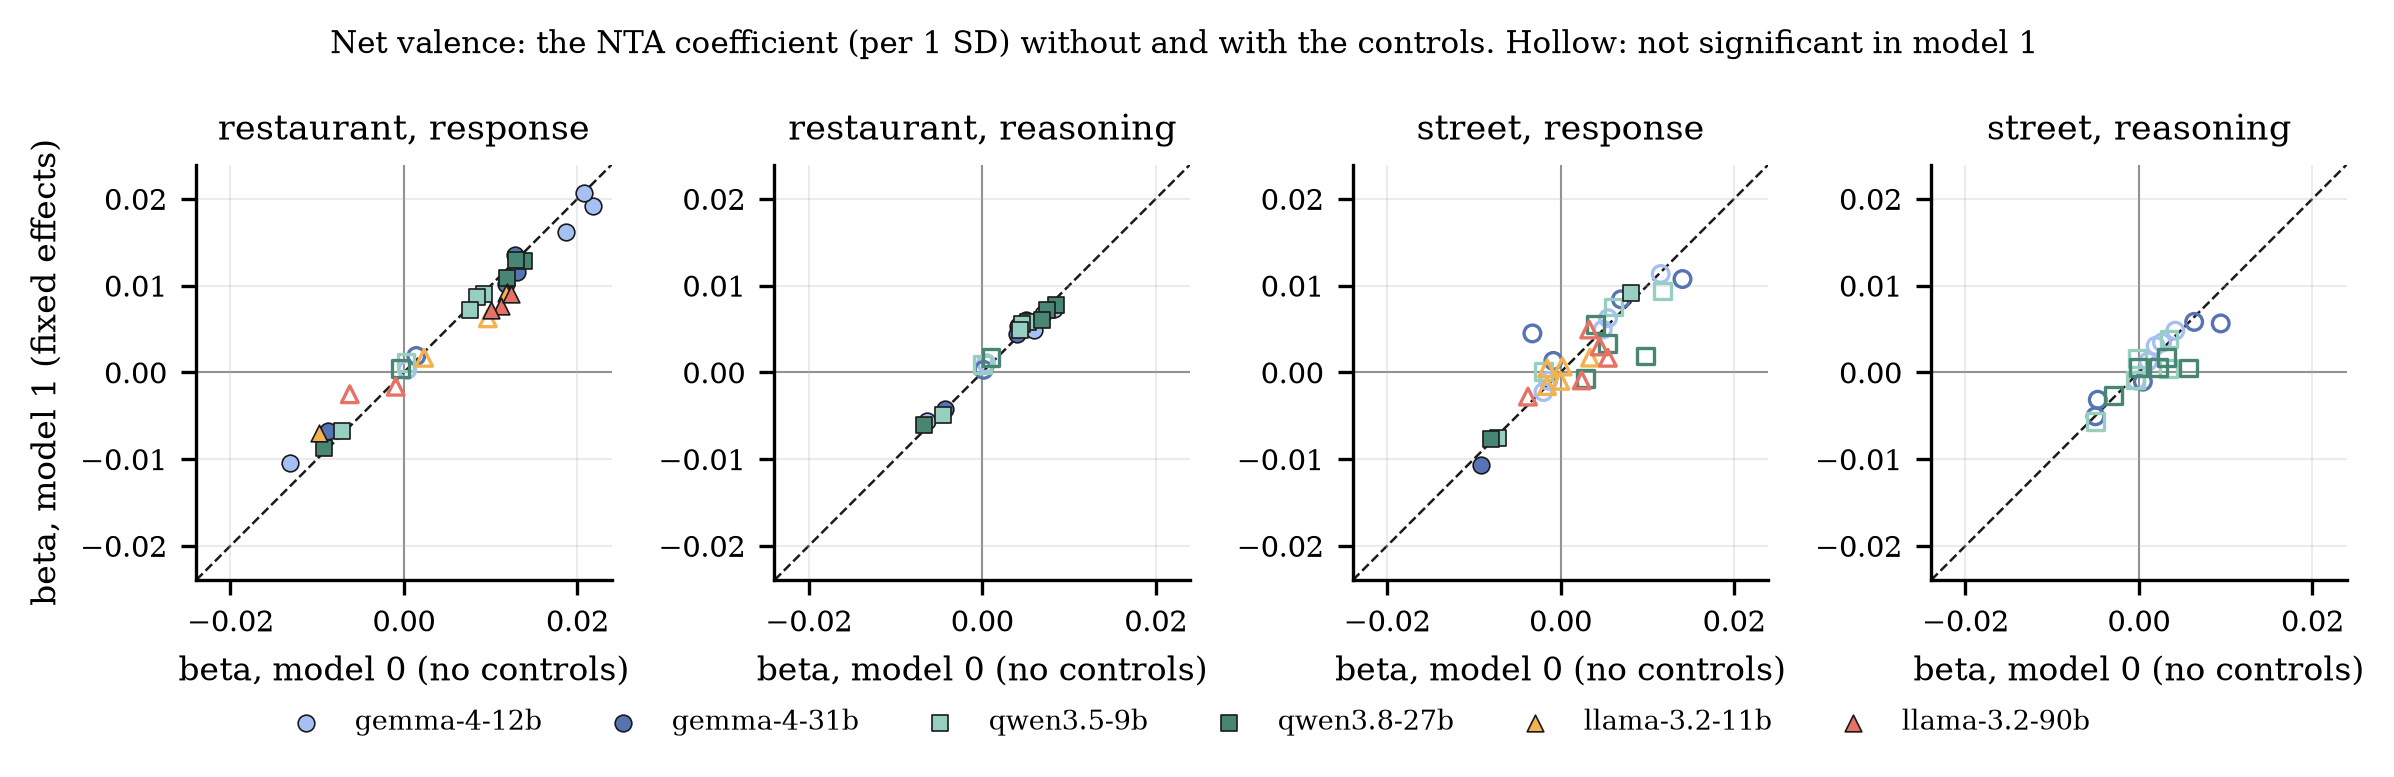 Net valence: the NTA coefficient (per 1 SD) without and with the controls. Hollow: not significant in model 1
restaurant, response
restaurant, reasoning
street, response
street, reasoning
beta, model 1 (fixed effects)
0.02
0.01
0.00
−0.01
−0.02
0.02
0.01
0.00
−0.01
−0.02
0.02
0.01
0.00
−0.01
−0.02
0.02
0.01
0.00
−0.01
−0.02
−0.02 0.00 0.02
−0.02 0.00 0.02
−0.02 0.00 0.02
−0.02 0.00 0.02
beta, model 0 (no controls)
beta, model 0 (no controls)
beta, model 0 (no controls)
beta, model 0 (no controls)
gemma-4-12b gemma-4-31b qwen3.5-9b qwen3.8-27b llama-3.2-11b llama-3.2-90b